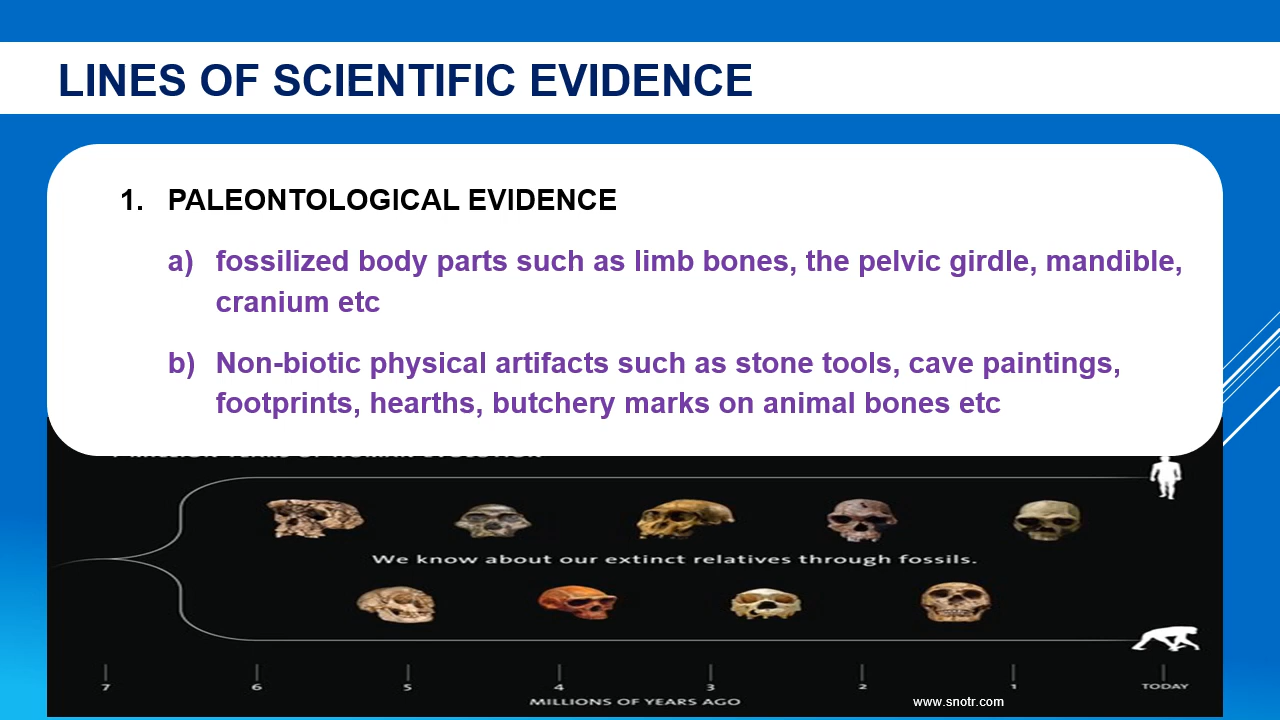 LINES OF SCIENTIFIC EVIDENCE
1. PALEONTOLOGICAL EVIDENCE
a) fossilized body parts such as limb bones, the pelvic girdle, mandible,
cranium etc
b) Non-biotic physical artifacts such as stone tools, cave paintings,
footprints, hearths, butchery marks on animal bones etc
We know about our extinct relatives through fossils.
7 6 5 4 3 2 1 TODAY
MILLIONS OF YEARS AGO
www.snotr.com